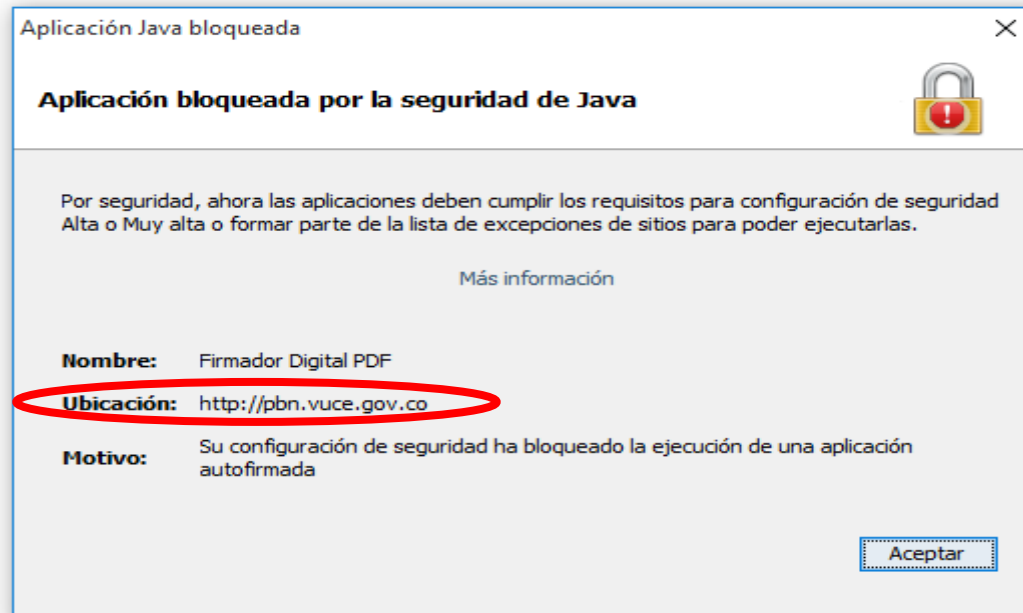 Aplicación Java bloqueada
Aplicación bloqueada por la seguridad de Java
Por seguridad, ahora las aplicaciones deben cumplir los requisitos para configuración de seguridad
Alta o Muy alta o formar parte de la lista de excepciones de sitios para poder ejecutarlas.
Más información
Nombre: Firmador Digital PDF
Ubicación: http://pbn.vuce.gov.co
Motivo: Su configuración de seguridad ha bloqueado la ejecución de una aplicación
autofirmada
Aceptar